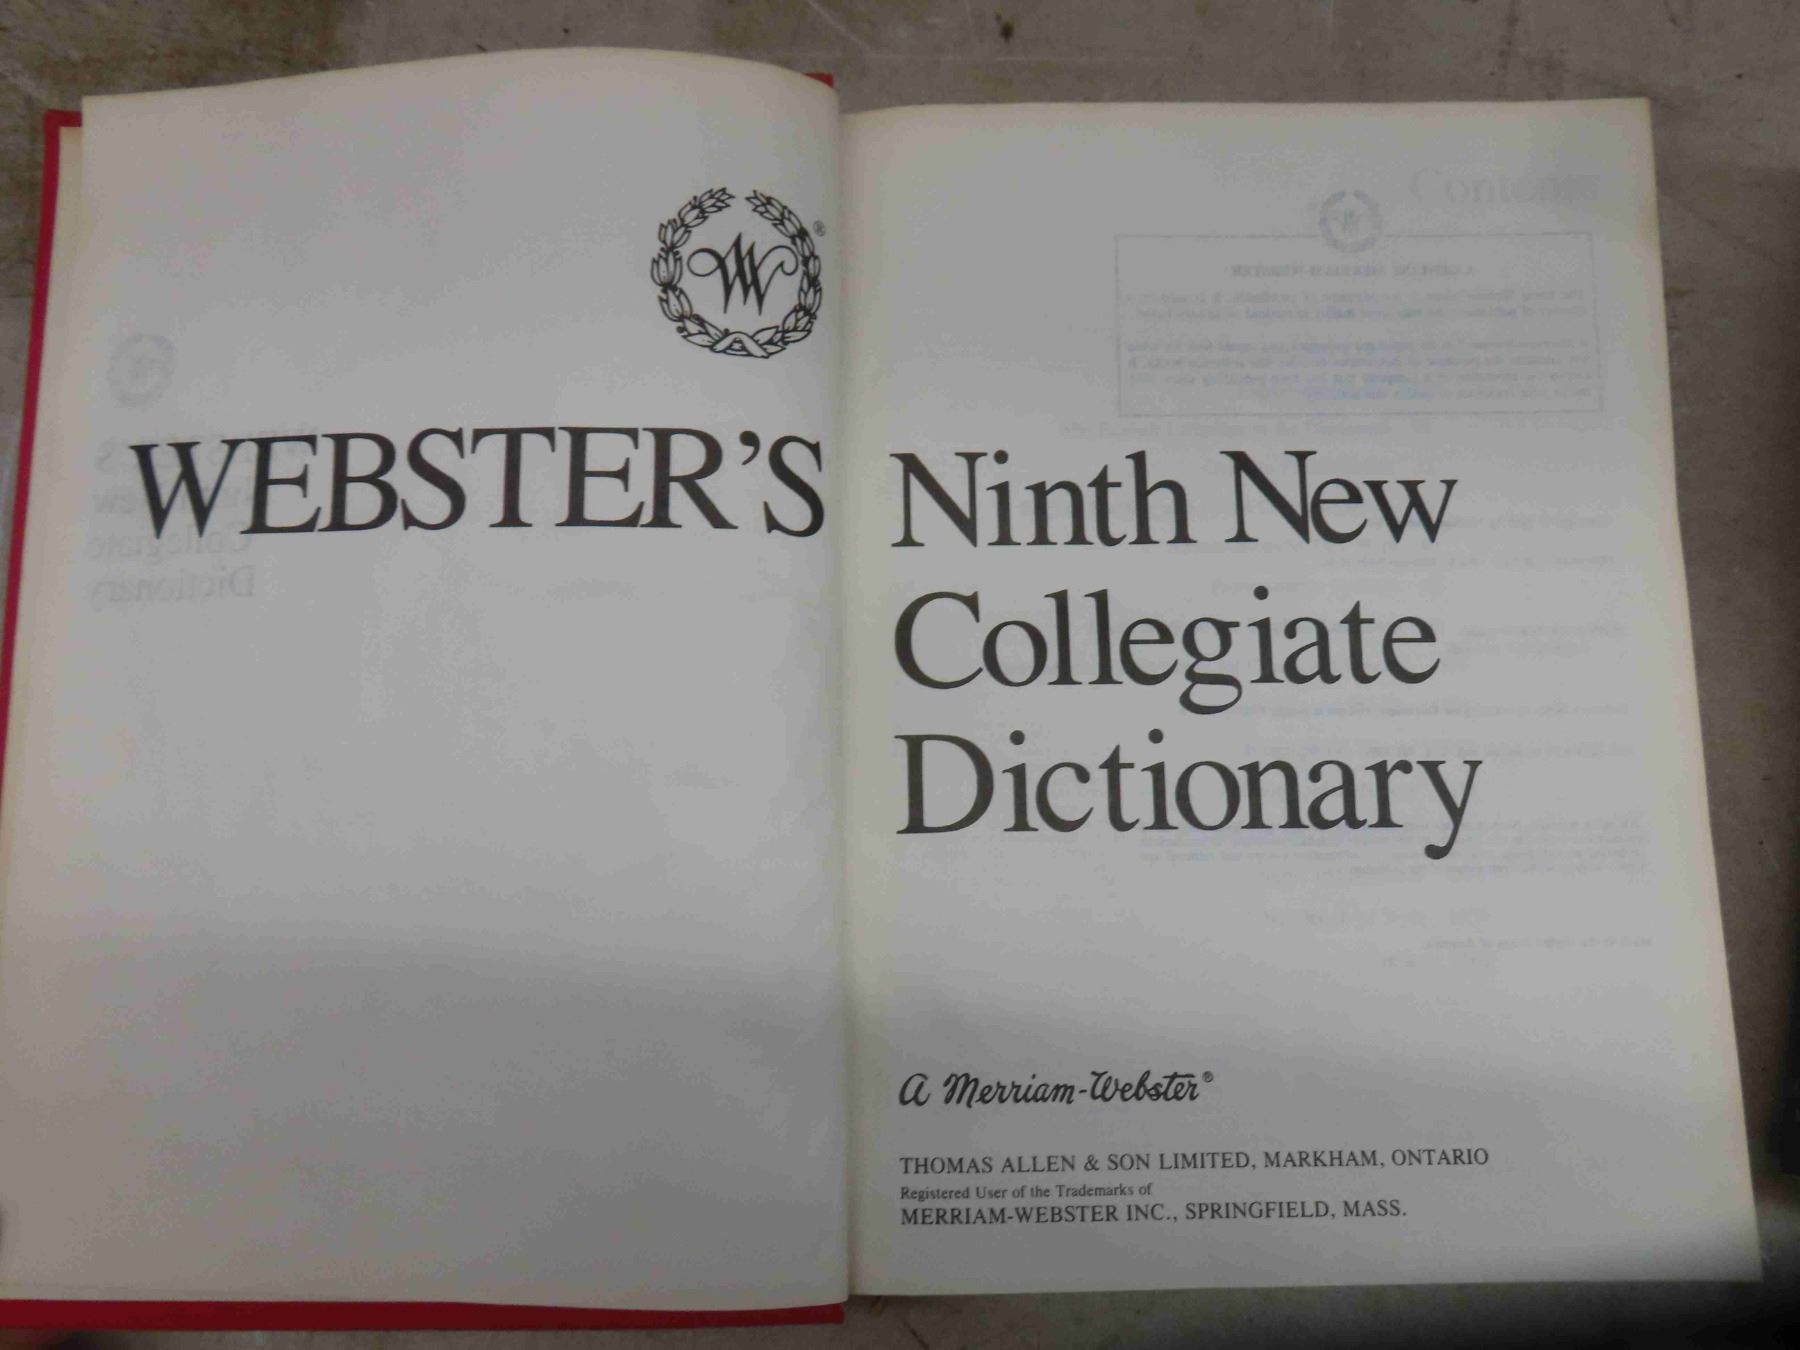 W
®
WEBSTER'S
Ninth New
Collegiate
Dictionary
A Merriam-Webster®
THOMAS ALLEN & SON LIMITED, MARKHAM, ONTARIO
Registered User of the Trademarks of
MERRIAM-WEBSTER INC., SPRINGFIELD, MASS.